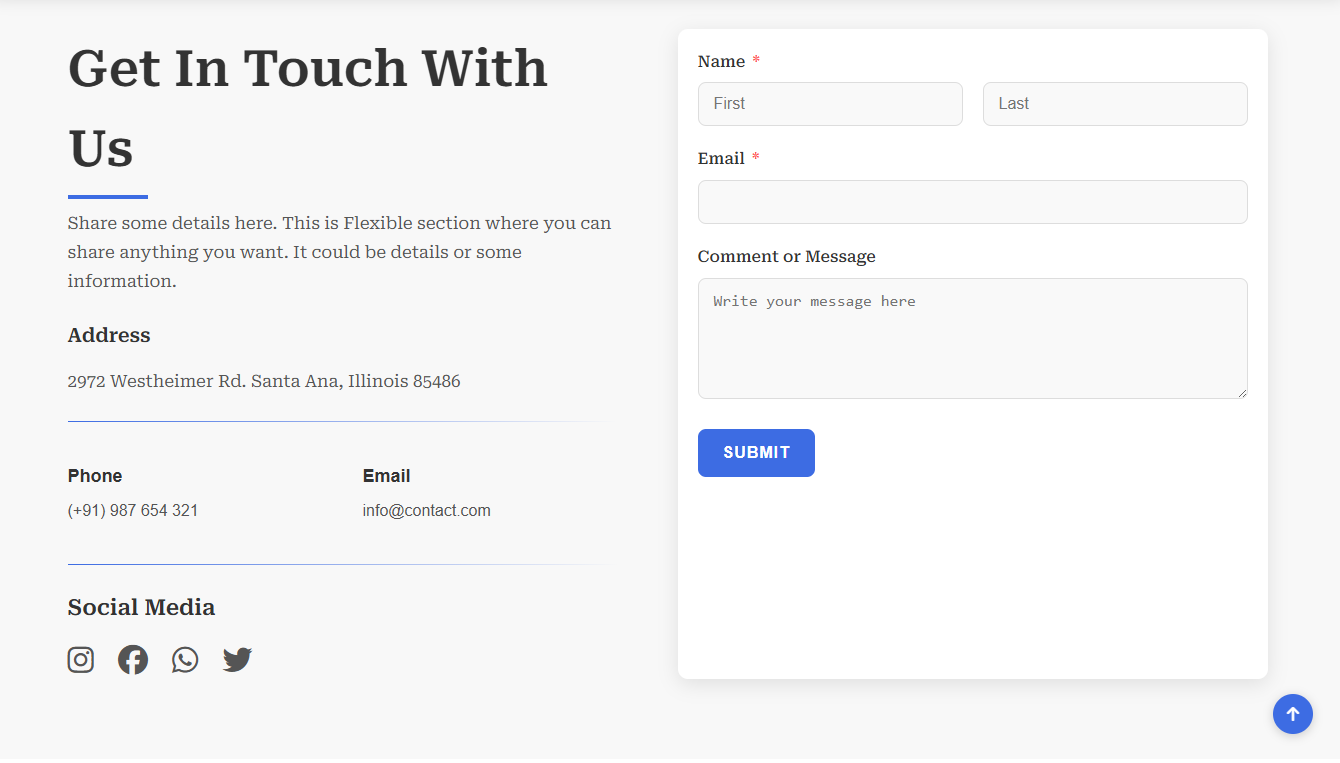 Get In Touch With
Us
Share some details here. This is Flexible section where you can
share anything you want. It could be details or some
information.
Address
2972 Westheimer Rd. Santa Ana, Illinois 85486
Phone
(+91) 987 654 321
Email
info@contact.com
Social Media
Name *
First
Last
Email *
Comment or Message
Write your message here
SUBMIT